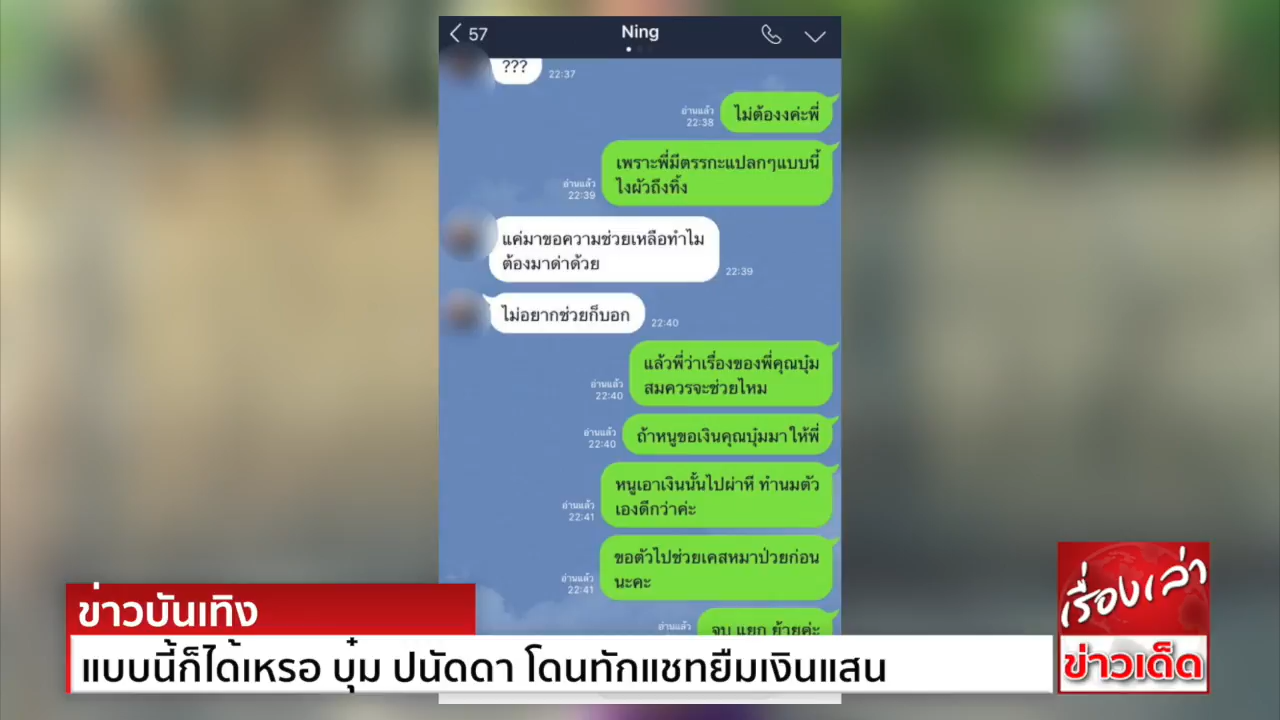 57
Ning
???
22:37
ไม่ต้องงค่ะพี่
อ่านแล้ว
22:38
เพราะพี่มีตรรกะแปลกๆแบบนี้
ไงผัวถึงทิ้ง
อ่านแล้ว
22:39
แค่มาขอความช่วยเหลือทำไม
ต้องมาด่าด้วย
22:39
ไม่อยากช่วยก็บอก
22:40
แล้วพี่ว่าเรื่องของพี่คุณบุ๋ม
สมควรจะช่วยไหม
อ่านแล้ว
22:40
ถ้าหนูขอเงินคุณบุ๋มมาให้พี่
อ่านแล้ว
22:40
หนูเอาเงินนั้นไปผ่าหี ทำนมตัว
เองดีกว่าค่ะ
อ่านแล้ว
22:41
ขอตัวไปช่วยเคสหมาป่วยก่อน
นะคะ
อ่านแล้ว
22:41
จบ แยก ย้ายค่ะ
อ่านแล้ว
ข่าวบันเทิง
แบบนี้ก็ได้เหรอ บุ๋ม ปนัดดา โดนทักแชทยืมเงินแสน
เรื่องเล่า
ข่าวเด็ด